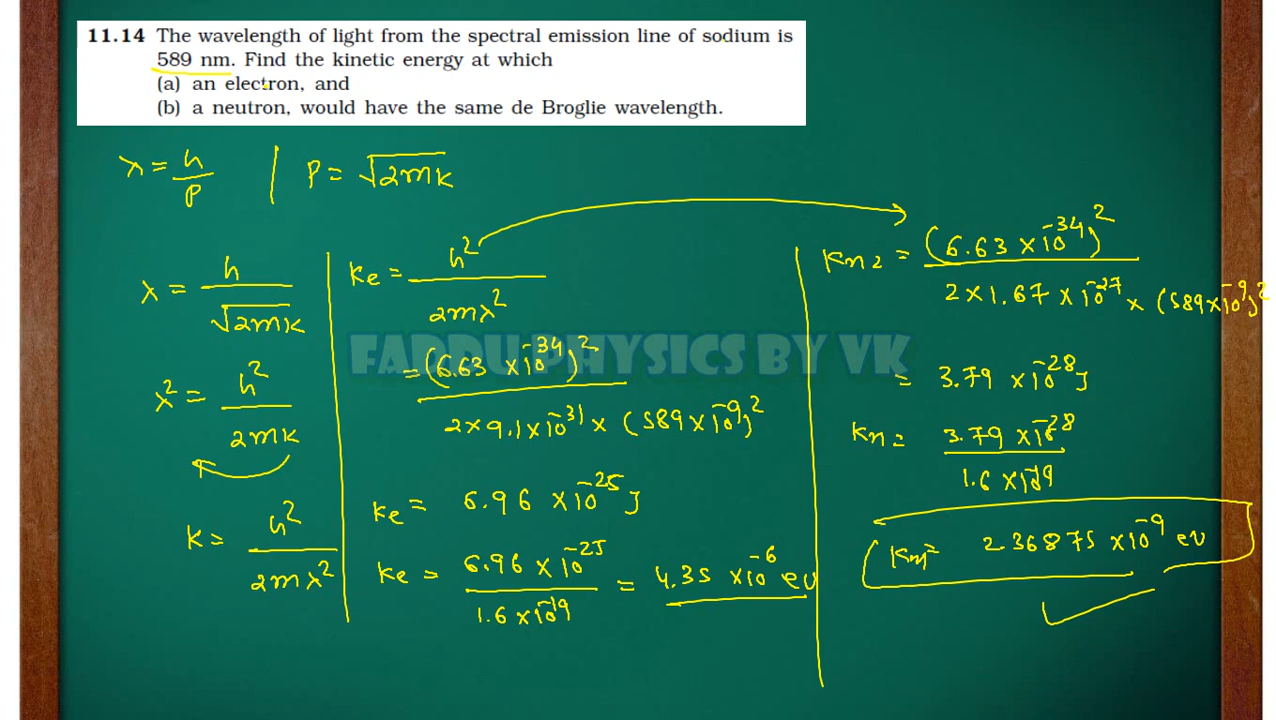 11.14 The wavelength of light from the spectral emission line of sodium is
589 nm. Find the kinetic energy at which
(a) an electron, and
(b) a neutron, would have the same de Broglie wavelength.
λ = h/p | P = √2mk
λ = h/√2mk
λ² = h²/2mk
k = h²/2mλ²
ke = h²/2mλ²
= (6.63 × 10⁻³⁴)²/2×9.1×10⁻³¹ × (589×10⁻⁹)²
ke = 6.96 × 10⁻²⁵ J
ke = 6.96 × 10⁻²⁵/1.6×10⁻¹⁹ = 4.35 × 10⁻⁶ ev
kn = = (6.63 × 10⁻³⁴)²/2×1.67×10⁻²⁷ × (589×10⁻⁹)²
= 3.79 × 10⁻²⁸ J
kn = 3.79 × 10⁻²⁸/1.6×10⁻¹⁹
kn = 2.36875 × 10⁻⁹ ev
FADDU PHYSICS BY VK